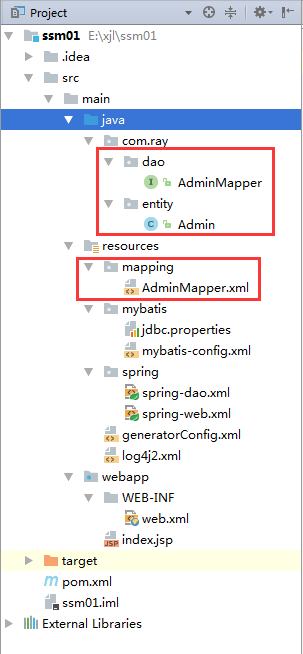 Project
ssm01 E:\xjl\ssm01
.idea
src
main
java
com.ray
dao
AdminMapper
entity
Admin
resources
mapping
AdminMapper.xml
mybatis
jdbc.properties
mybatis-config.xml
spring
spring-dao.xml
spring-web.xml
generatorConfig.xml
log4j2.xml
webapp
WEB-INF
web.xml
index.jsp
target
pom.xml
ssm01.iml
External Libraries